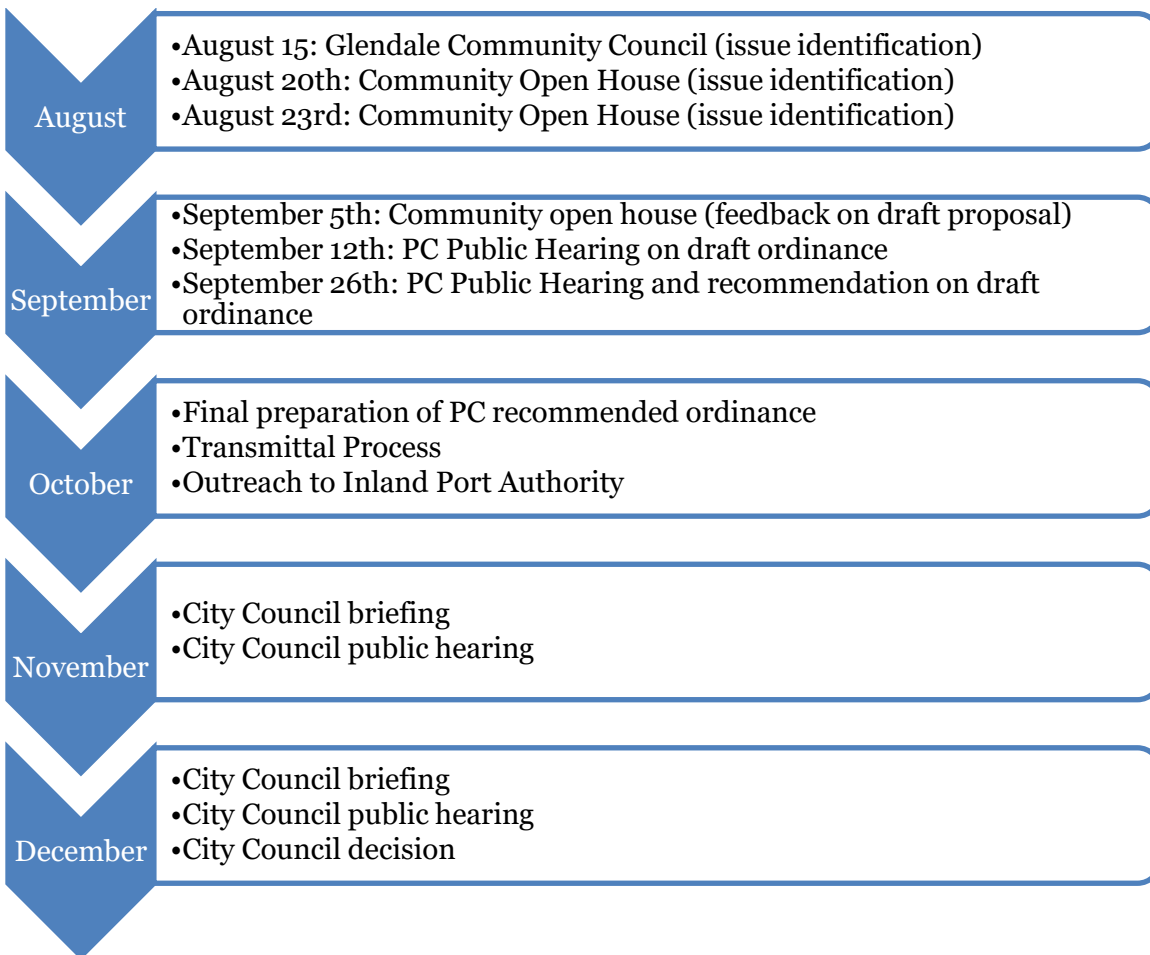 August
•August 15: Glendale Community Council (issue identification)
•August 20th: Community Open House (issue identification)
•August 23rd: Community Open House (issue identification)
September
•September 5th: Community open house (feedback on draft proposal)
•September 12th: PC Public Hearing on draft ordinance
•September 26th: PC Public Hearing and recommendation on draft
ordinance
October
•Final preparation of PC recommended ordinance
•Transmittal Process
•Outreach to Inland Port Authority
November
•City Council briefing
•City Council public hearing
December
•City Council briefing
•City Council public hearing
•City Council decision